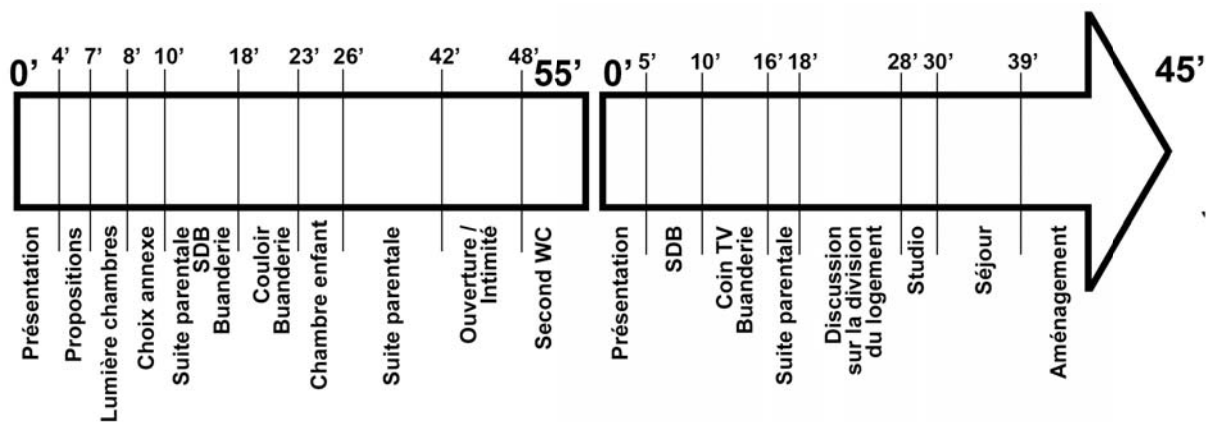 0'
4'
7'
8'
10'
18'
23'
26'
42'
48'
55'
0'
5'
10'
16'
18'
28'
30'
39'
45'
Présentation
Propositions
Lumière chambres
Choix annexe
Suite parentale
SDB
Buanderie
Couloir
Buanderie
Chambre enfant
Suite parentale
Ouverture /
Intimité
Second WC
Présentation
SDB
Coin TV
Buanderie
Suite parentale
Discussion
sur la division
du logement
Studio
Séjour
Aménagement